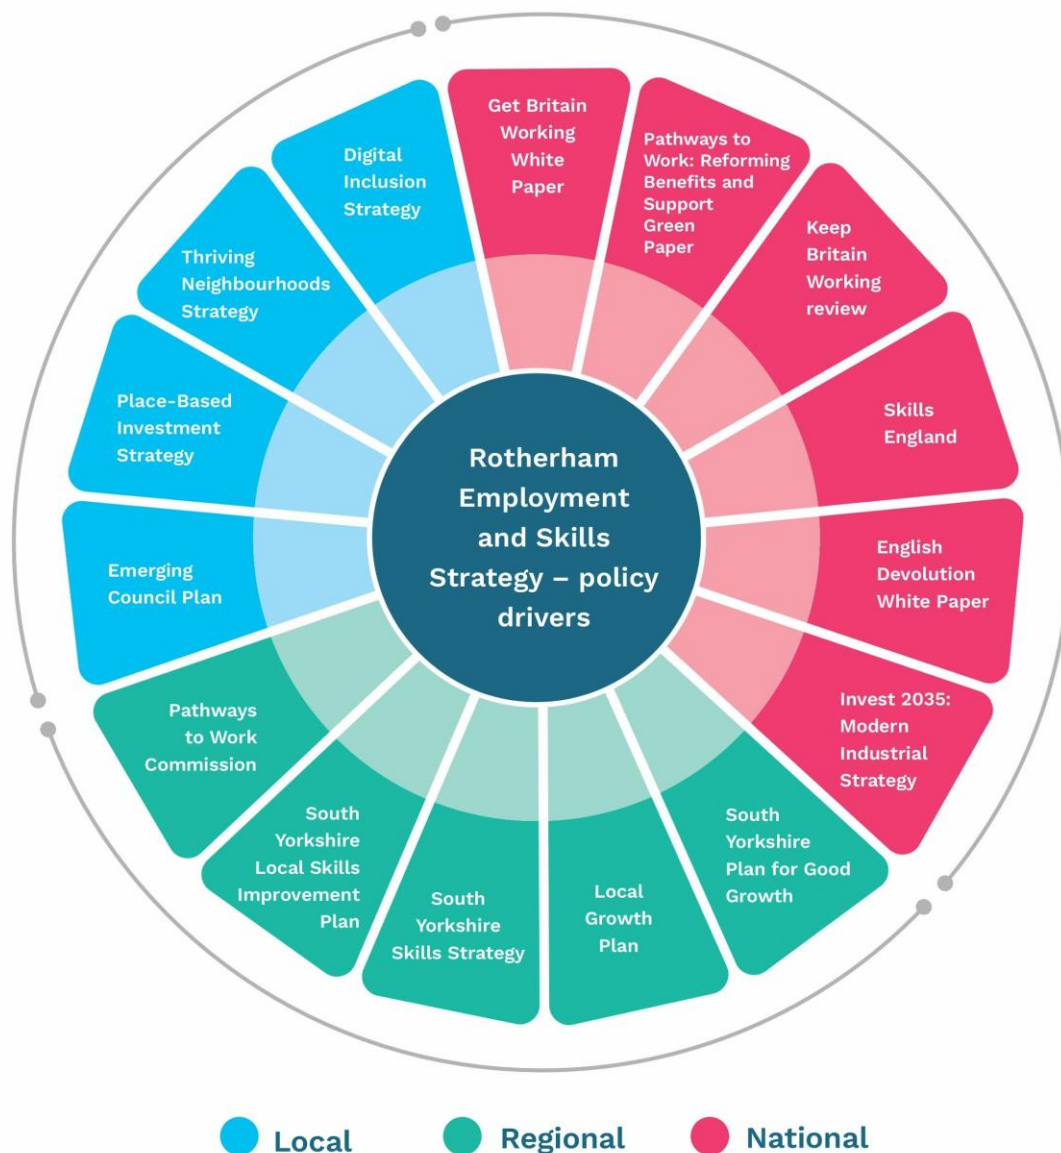 Get Britain
Working
White
Paper
Pathways to
Work: Reforming
Benefits and
Support
Green
Paper
Keep
Britain
Working
review
Skills
England
English
Devolution
White Paper
Invest 2035:
Modern
Industrial
Strategy
South
Yorkshire
Plan for Good
Growth
Local
Growth
Plan
South
Yorkshire
Skills Strategy
South
Yorkshire
Local Skills
Improvement
Plan
Pathways
to Work
Commission
Emerging
Council Plan
Place-Based
Investment
Strategy
Thriving
Neighbourhoods
Strategy
Digital
Inclusion
Strategy
Rotherham
Employment
and Skills
Strategy – policy
drivers
Local
Regional
National